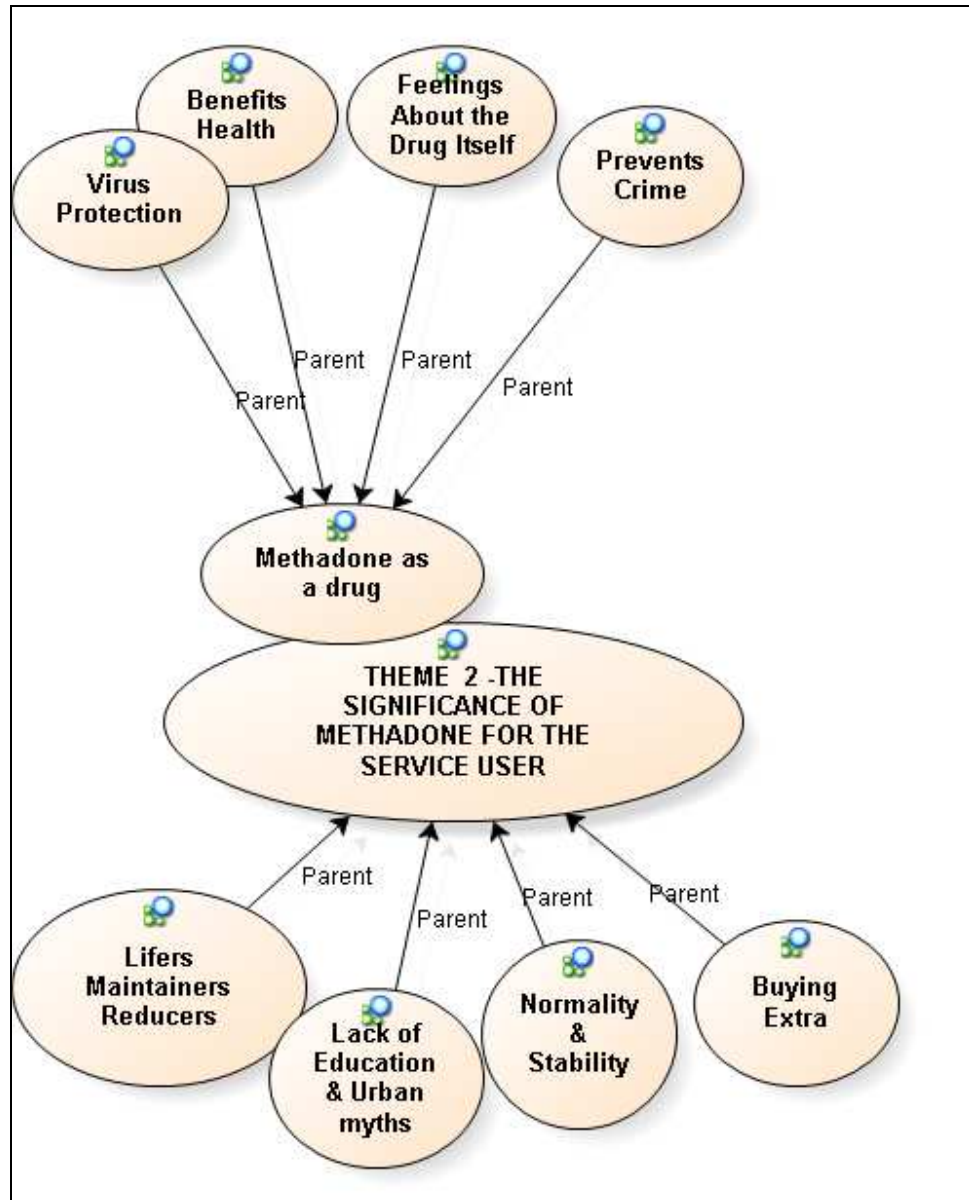 Benefits
Health
Feelings
About the
Drug Itself
Virus
Protection
Prevents
Crime
Parent
Parent
Parent
Parent
Methadone as
a drug
THEME 2 -THE
SIGNIFICANCE OF
METHADONE FOR THE
SERVICE USER
Parent
Parent
Parent
Parent
Lifers
Maintainers
Reducers
Lack of
Education
& Urban
myths
Normality
&
Stability
Buying
Extra